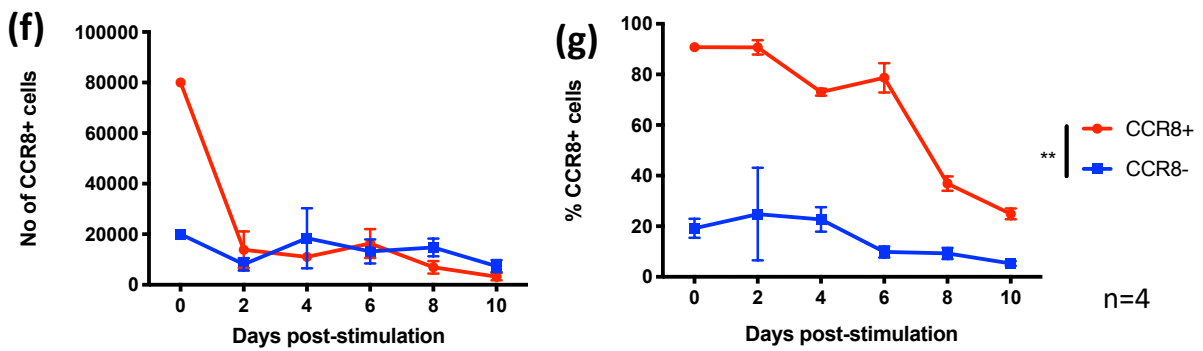 (f)
No of CCR8+ cells
100000
80000
60000
40000
20000
0
0 2 4 6 8 10
Days post-stimulation
(g)
% CCR8+ cells
100
80
60
40
20
0
0 2 4 6 8 10
Days post-stimulation
CCR8+
**
CCR8-
n=4